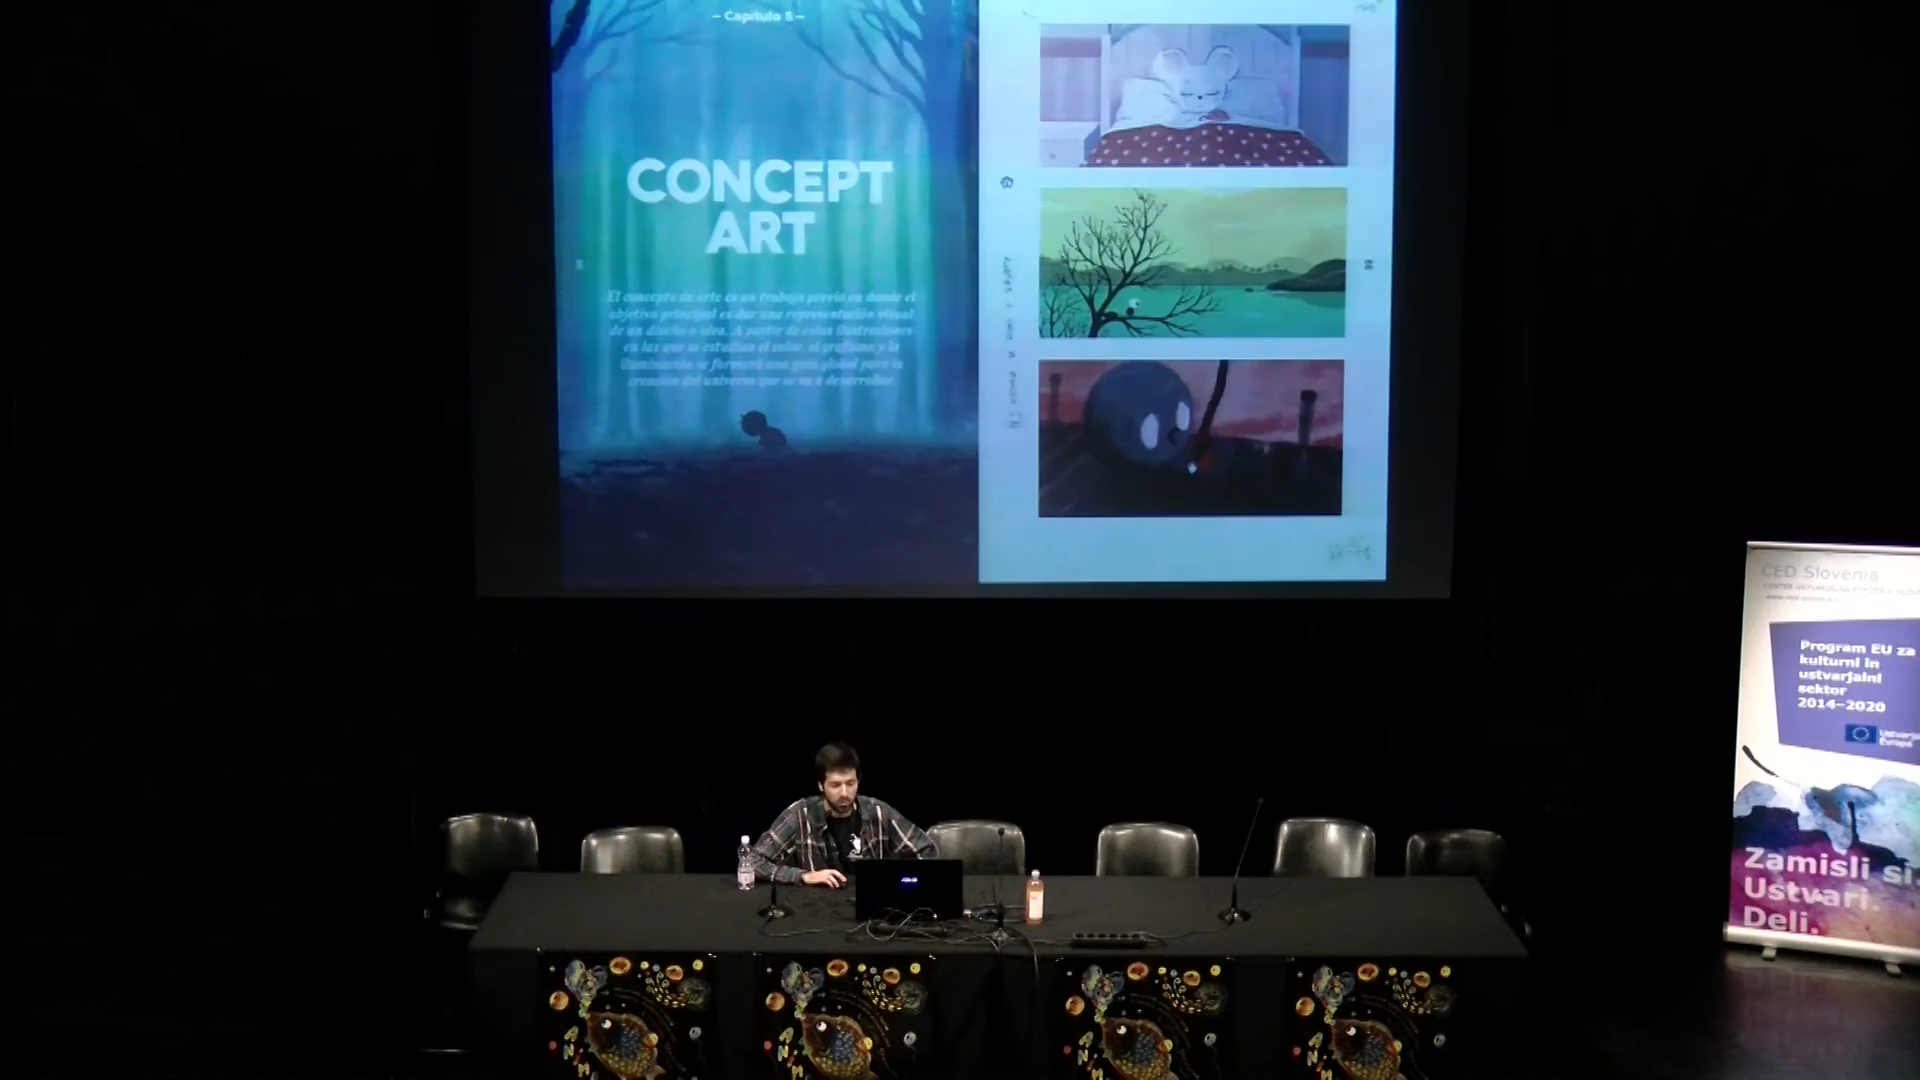 – Capítulo 5 –
CONCEPT
ART
El concepto de arte es un trabajo previo en donde el
objetivo principal es dar una representación visual
de un diseño o idea. A partir de estas ilustraciones
en las que se estudian el color, el grafismo y la
iluminación se formará una guía global para la
creación del universo que se va a desarrollar.
CED Slovenia
Program EU za
kulturni in
ustvarjalni
sektor
2014–2020
Zamisli si.
Ustvari.
Deli.
ASUS